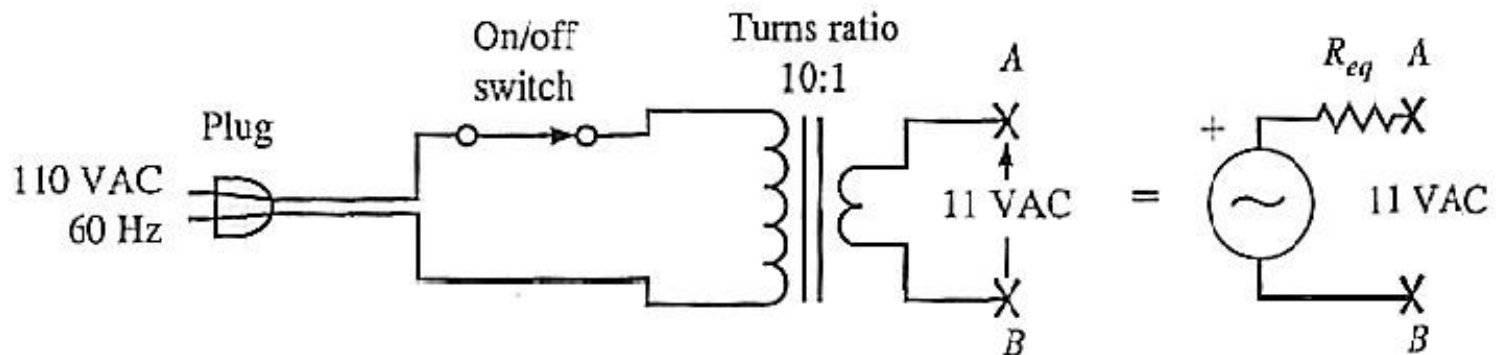 On/off
switch
Turns ratio
10:1
Plug
110 VAC
60 Hz
A
11 VAC
B
=
R_eq A
+
~
11 VAC
B